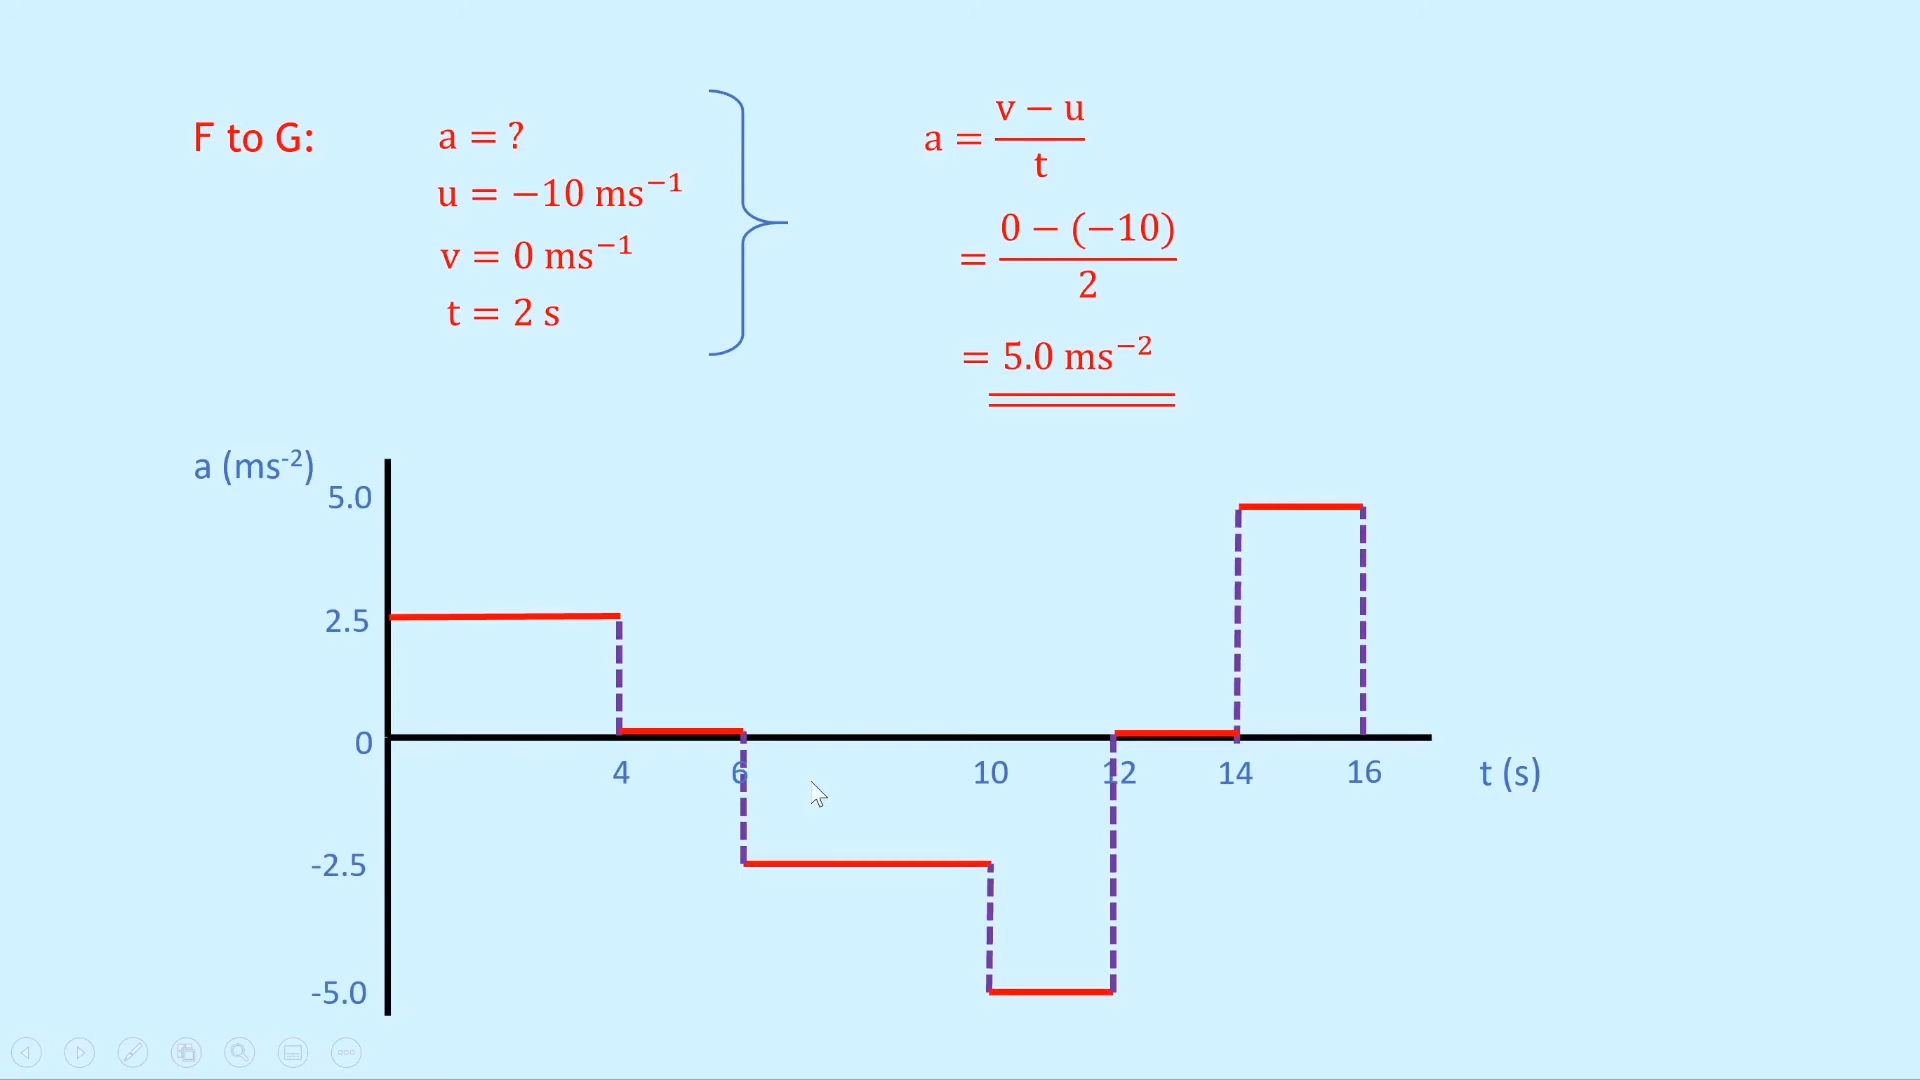 F to G:
a = ?
u = −10 ms⁻¹
v = 0 ms⁻¹
t = 2 s
a = (v − u)/t
= (0 − (−10))/2
= 5.0 ms⁻²
a (ms⁻²)
5.0
2.5
0
4 6 10 12 14 16 t (s)
-2.5
-5.0